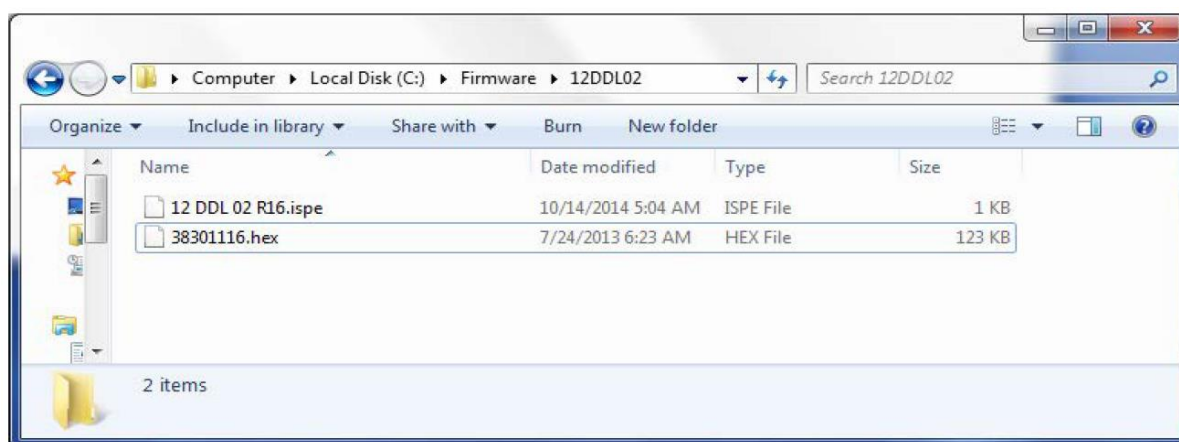 Computer Local Disk (C:) Firmware 12DDL02 Search 12DDL02
Organize Include in library Share with Burn New folder
Name Date modified Type Size
12 DDL 02 R16.ispe 10/14/2014 5:04 AM ISPE File 1 KB
38301116.hex 7/24/2013 6:23 AM HEX File 123 KB
2 items